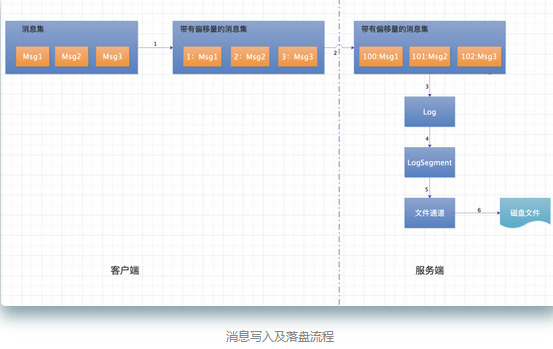 消息集
Msg1 Msg2 Msg3
1
带有偏移量的消息集
1: Msg1 2: Msg2 3: Msg3
2
带有偏移量的消息集
100:Msg1 101:Msg2 102:Msg3
3
Log
4
LogSegment
5
文件通道
6
磁盘文件
客户端
服务端
消息写入及落盘流程